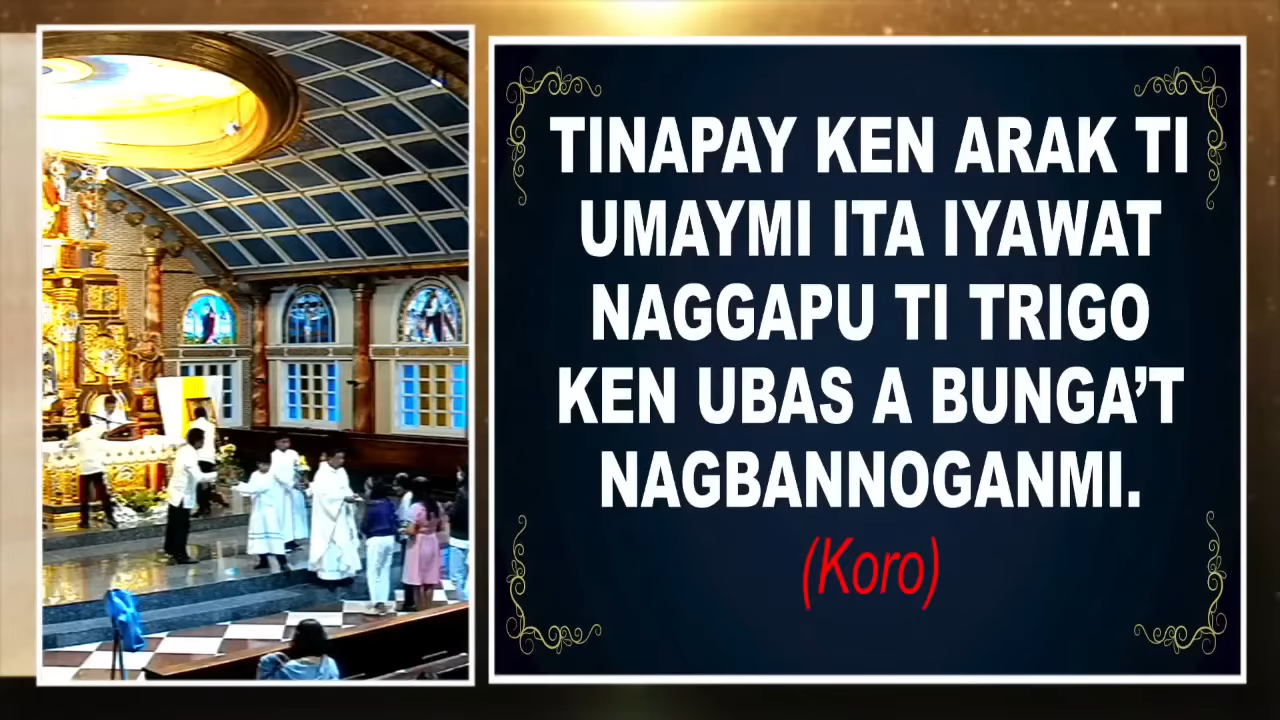 TINAPAY KEN ARAK TI
UMAYMI ITA IYAWAT
NAGGAPU TI TRIGO
KEN UBAS A BUNGA’T
NAGBANNOGANMI.
(Koro)